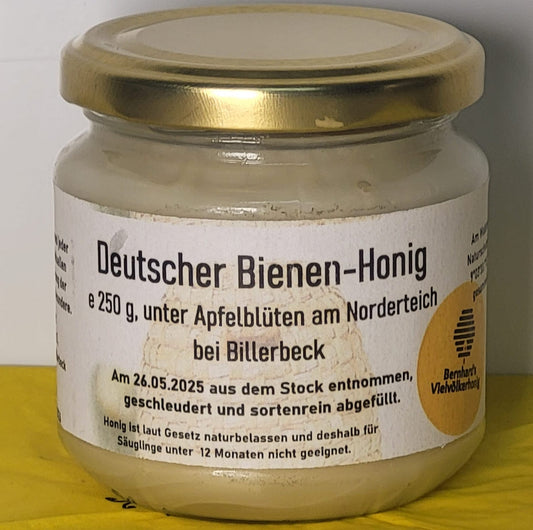 Deutscher Bienen-Honig
e 250 g, unter Apfelblüten am Norderteich
bei Billerbeck
Am 26.05.2025 aus dem Stock entnommen,
geschleudert und sortenrein abgefüllt.
Honig ist laut Gesetz naturbelassen und deshalb für
Säuglinge unter 12 Monaten nicht geeignet.
Bernhard's
Vielvölkerhonig
jeder
der